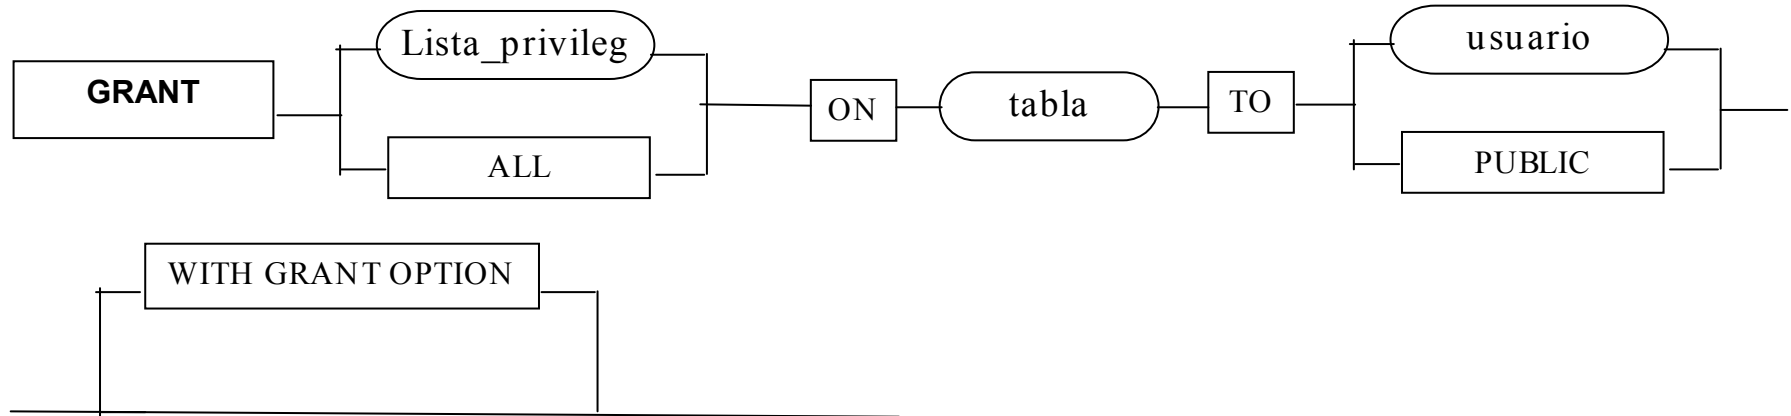 GRANT
Lista_privileg
ALL
ON
tabla
TO
usuario
PUBLIC
WITH GRANT OPTION